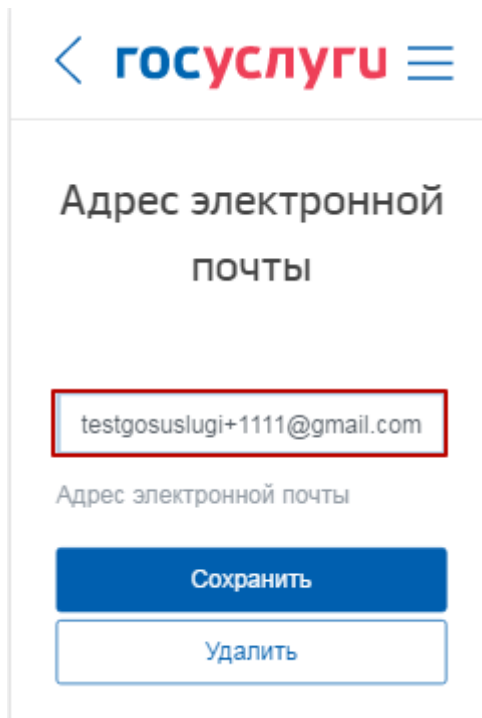 госуслуги
Адрес электронной
почты
testgosuslugi+1111@gmail.com
Адрес электронной почты
Сохранить
Удалить